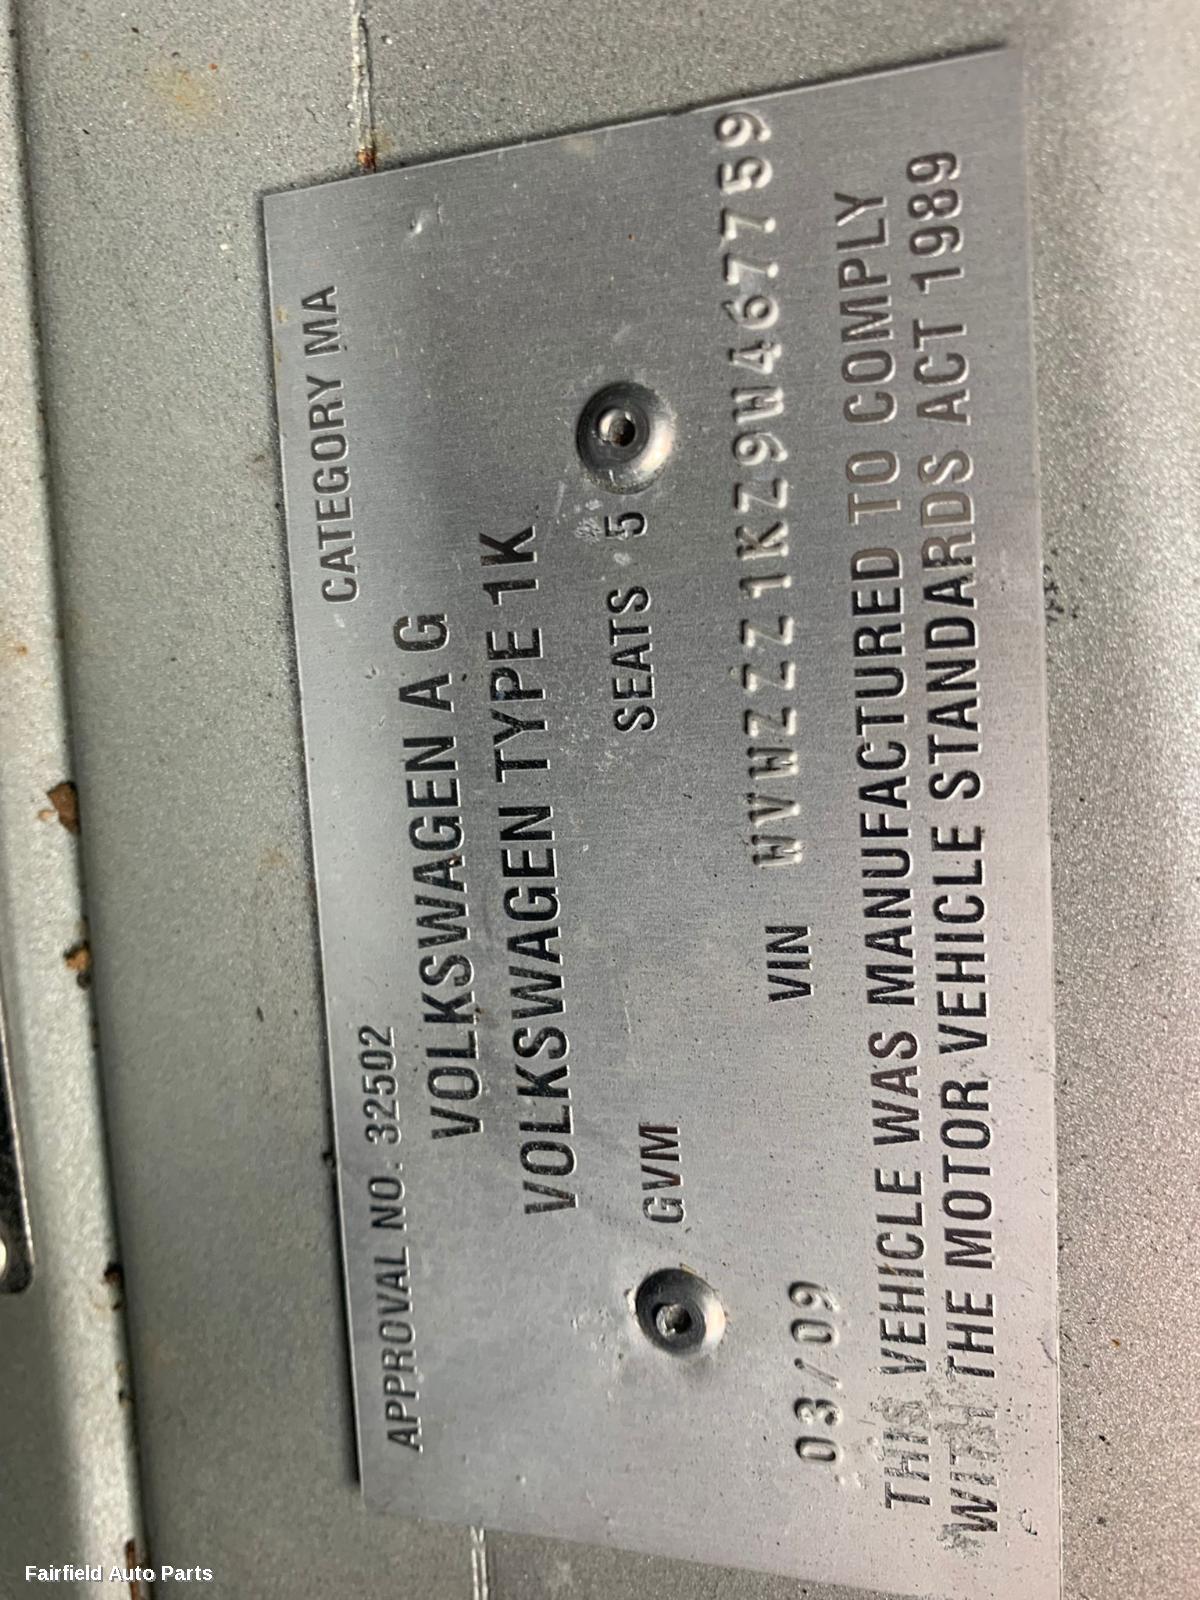 APPROVAL NO. 32502 CATEGORY MA
VOLKSWAGEN A G
VOLKSWAGEN TYPE 1K
GVM SEATS 5
03/09 VIN WVWZZZ1KZ9W467759
THIS VEHICLE WAS MANUFACTURED TO COMPLY
WITH THE MOTOR VEHICLE STANDARDS ACT 1989
Fairfield Auto Parts